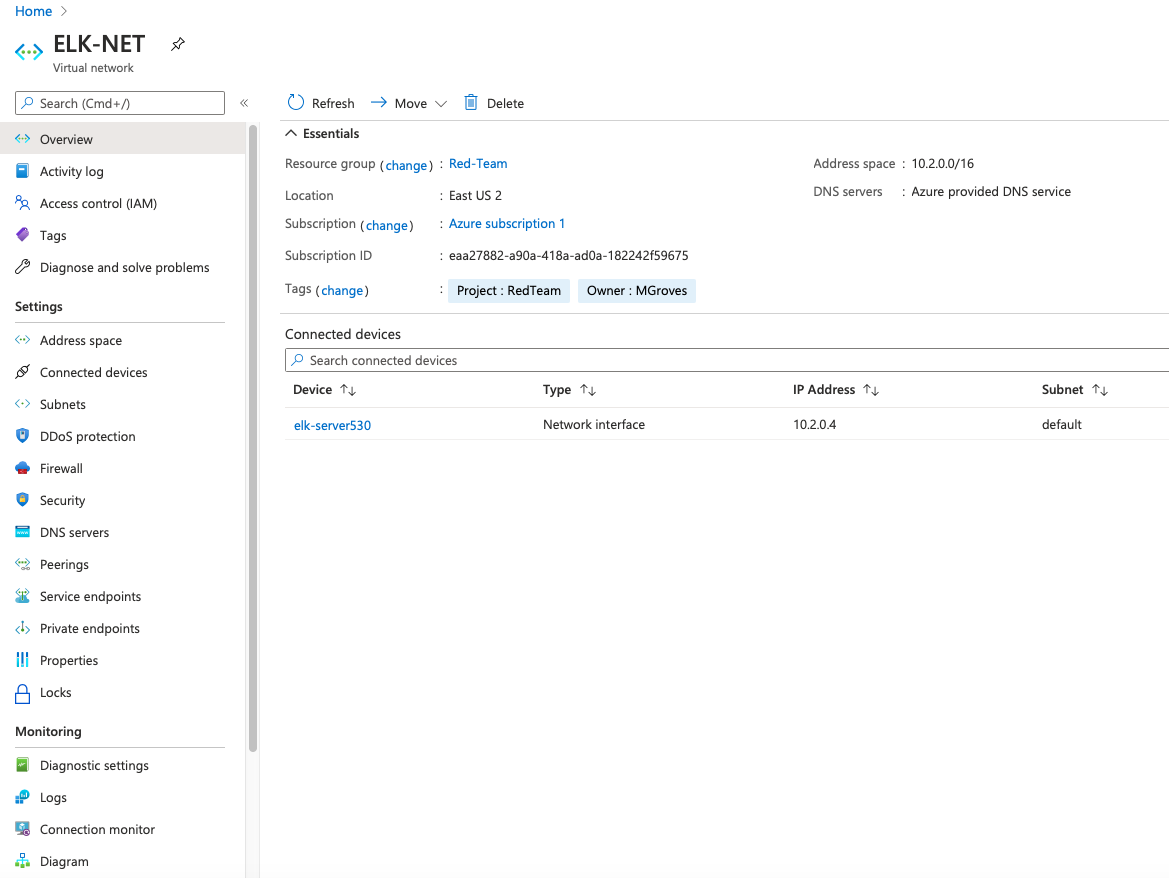 Home >
ELK-NET
Virtual network
Search (Cmd+/)
«
Overview
Activity log
Access control (IAM)
Tags
Diagnose and solve problems
Settings
Address space
Connected devices
Subnets
DDoS protection
Firewall
Security
DNS servers
Peerings
Service endpoints
Private endpoints
Properties
Locks
Monitoring
Diagnostic settings
Logs
Connection monitor
Diagram
Refresh Move Delete
Essentials
Resource group (change) : Red-Team
Location : East US 2
Subscription (change) : Azure subscription 1
Subscription ID : eaa27882-a90a-418a-ad0a-182242f59675
Tags (change) : Project : RedTeam Owner : MGroves
Address space : 10.2.0.0/16
DNS servers : Azure provided DNS service
Connected devices
Search connected devices
Device ↑↓ Type ↑↓ IP Address ↑↓ Subnet ↑↓
elk-server530 Network interface 10.2.0.4 default